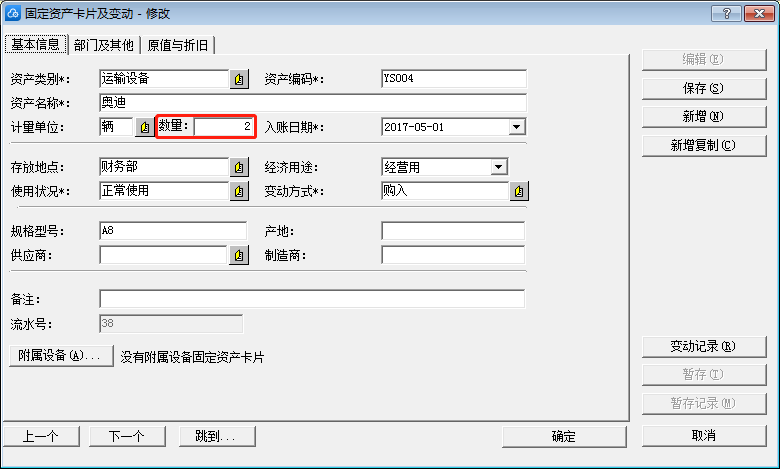 固定资产卡片及变动 - 修改
基本信息 部门及其他 原值与折旧
资产类别*: 运输设备 资产编码*: YS004
资产名称*: 奥迪
计量单位: 辆 数量: 2 入账日期*: 2017-05-01
存放地点: 财务部 经济用途: 经营用
使用状况*: 正常使用 变动方式*: 购入
规格型号: A8 产地:
供应商: 制造商:
备注:
流水号: 38
附属设备(A)... 没有附属设备固定资产卡片
上一个 下一个 跳到... 确定
编辑(E)
保存(S)
新增(N)
新增复制(C)
变动记录(R)
暂存(T)
暂存记录(M)
取消